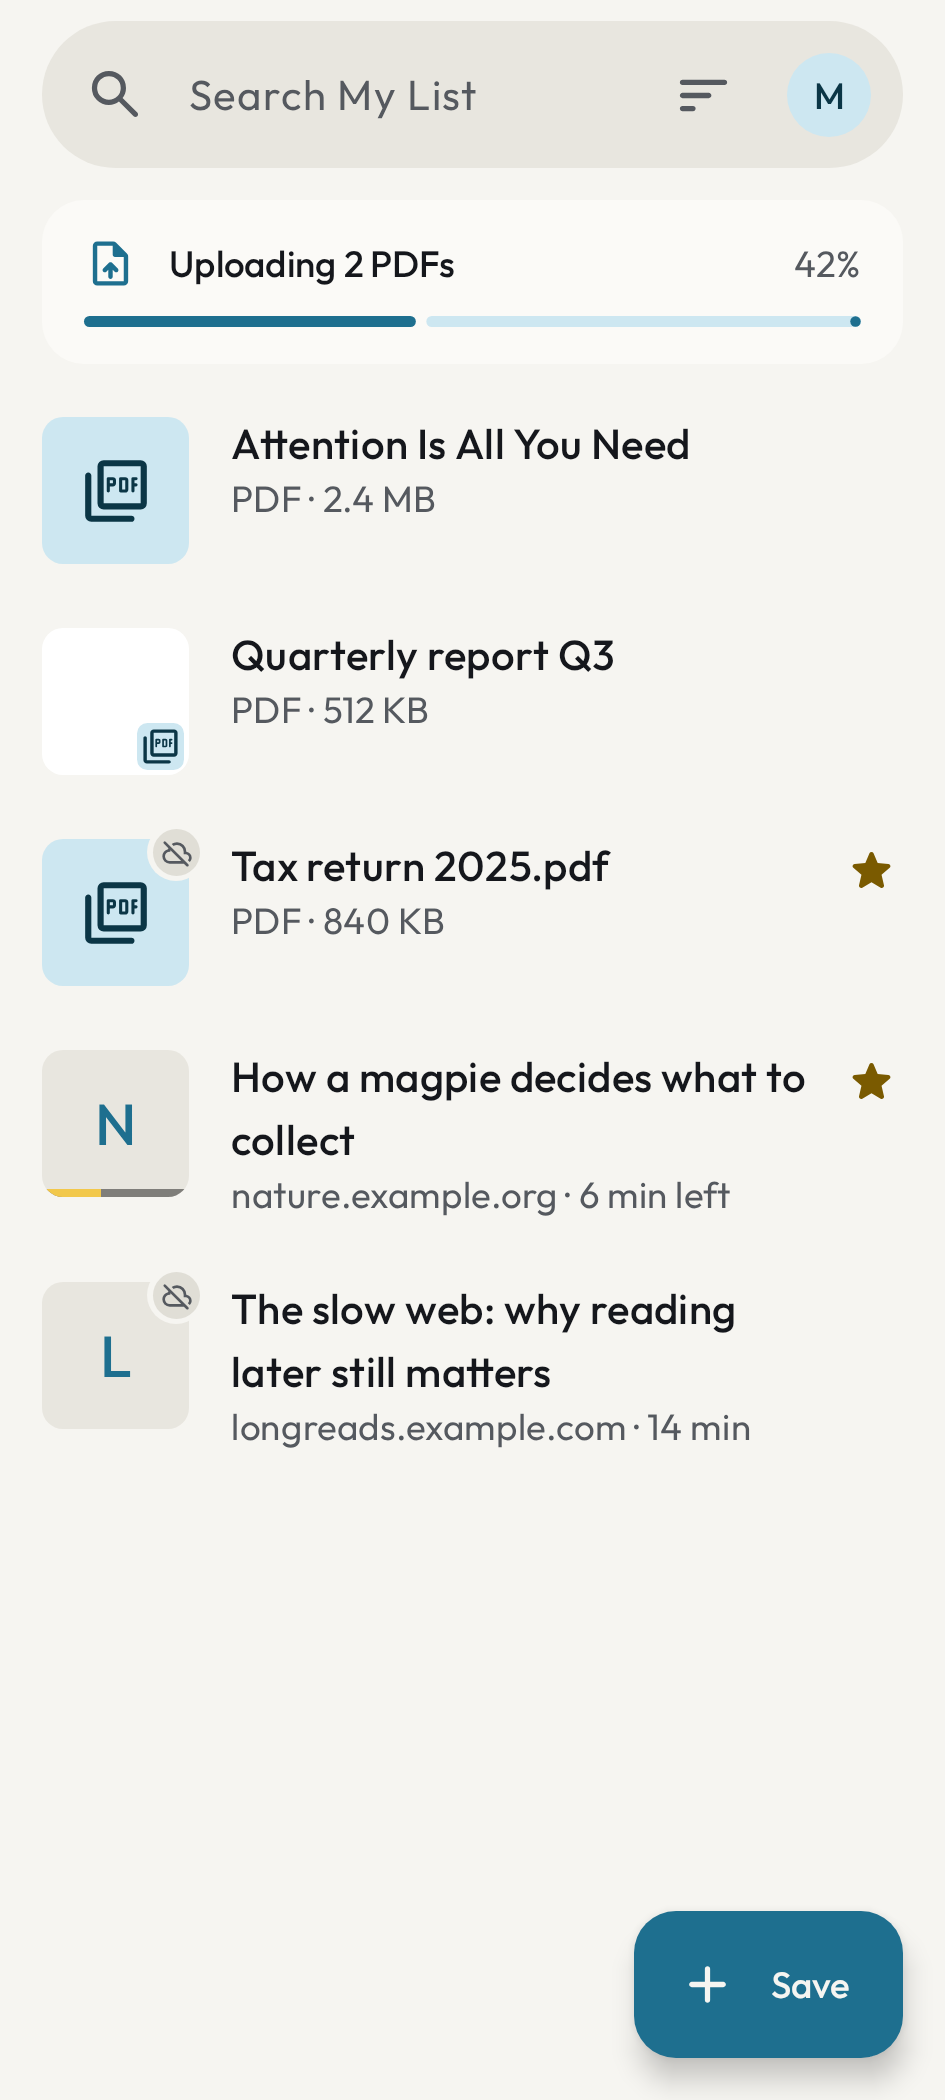 Search My List
M
Uploading 2 PDFs
42%
PDF
Attention Is All You Need
PDF · 2.4 MB
Quarterly report Q3
PDF · 512 KB
PDF
PDF
Tax return 2025.pdf
PDF · 840 KB
N
How a magpie decides what to
collect
nature.example.org · 6 min left
L
The slow web: why reading
later still matters
longreads.example.com · 14 min
Save